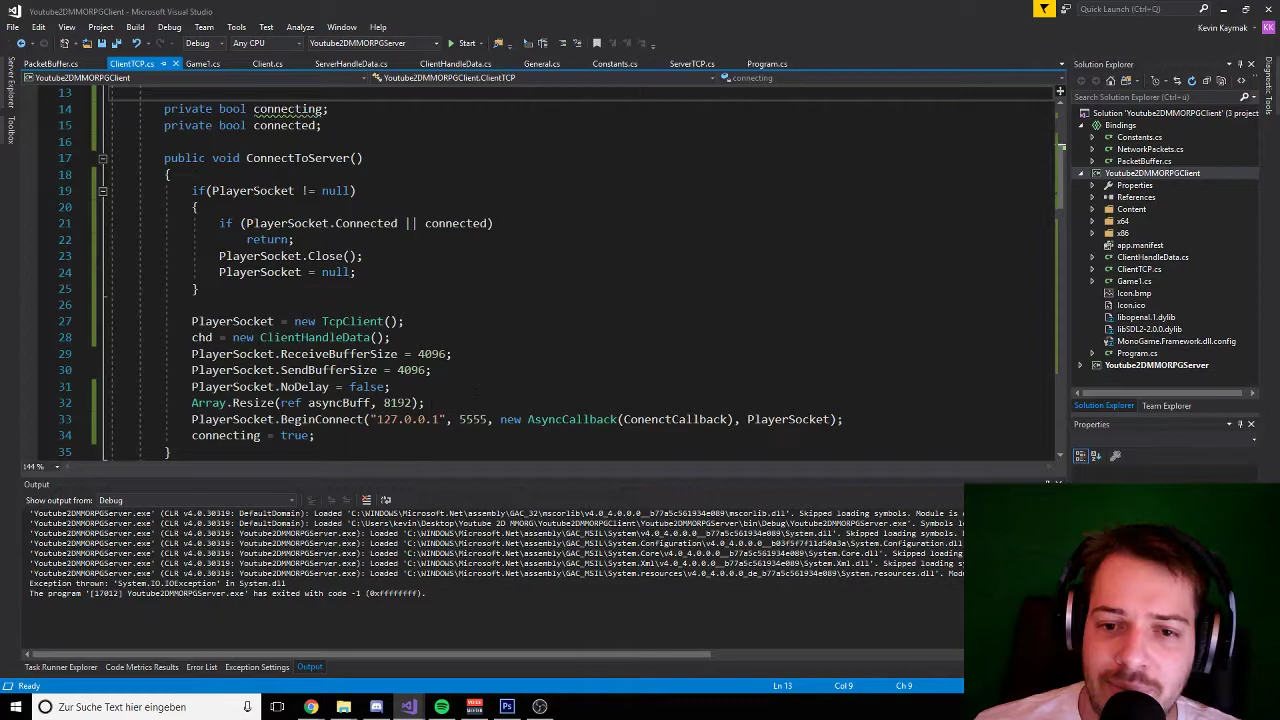 Youtube2DMMORPGClient - Microsoft Visual Studio
Quick Launch (Ctrl+ü)
File Edit View Project Build Debug Team Tools Test Analyze Window Help
Kevin Kaymak KK
Debug Any CPU Youtube2DMMORPGServer Start
PacketBuffer.cs ClientTCP.cs Game1.cs Client.cs ServerHandleData.cs ClientHandleData.cs General.cs Constants.cs ServerTCP.cs Program.cs
Youtube2DMMORPGClient Youtube2DMMORPGClient.ClientTCP connecting
Server Explorer
Toolbox
13
14 private bool connecting;
15 private bool connected;
16
17 public void ConnectToServer()
18 {
19 if(PlayerSocket != null)
20 {
21 if (PlayerSocket.Connected || connected)
22 return;
23 PlayerSocket.Close();
24 PlayerSocket = null;
25 }
26
27 PlayerSocket = new TcpClient();
28 chd = new ClientHandleData();
29 PlayerSocket.ReceiveBufferSize = 4096;
30 PlayerSocket.SendBufferSize = 4096;
31 PlayerSocket.NoDelay = false;
32 Array.Resize(ref asyncBuff, 8192);
33 PlayerSocket.BeginConnect("127.0.0.1", 5555, new AsyncCallback(ConenctCallback), PlayerSocket);
34 connecting = true;
35 }
144 %
Solution Explorer
Search Solution Explorer (Ctrl+ü)
Solution 'Youtube2DMMORPGClient' (3 project
Bindings
Constants.cs
NetworkPackets.cs
PacketBuffer.cs
Youtube2DMMORPGClient
Properties
References
Content
x64
x86
app.manifest
ClientHandleData.cs
ClientTCP.cs
Game1.cs
Icon.bmp
Icon.ico
libopenal.1.dylib
libSDL2-2.0.0.dylib
MonoGame.Framework.dll.config
Program.cs
Youtube2DMMORPGServer
Solution Explorer Team Explorer
Properties
Diagnostic Tools
Output
Show output from: Debug
'Youtube2DMMORPGServer.exe' (CLR v4.0.30319: DefaultDomain): Loaded 'C:\WINDOWS\Microsoft.Net\assembly\GAC_32\mscorlib\v4.0_4.0.0.0__b77a5c561934e089\mscorlib.dll'. Skipped loading symbols. Module is
'Youtube2DMMORPGServer.exe' (CLR v4.0.30319: DefaultDomain): Loaded 'C:\Users\kevin\Desktop\Youtube 2D MMORG\Youtube2DMMORPGClient\Youtube2DMMORPGServer\bin\Debug\Youtube2DMMORPGServer.exe'. Symbols
'Youtube2DMMORPGServer.exe' (CLR v4.0.30319: Youtube2DMMORPGServer.exe): Loaded 'C:\WINDOWS\Microsoft.Net\assembly\GAC_MSIL\System\v4.0_4.0.0.0__b77a5c561934e089\System.dll'. Skipped loading
'Youtube2DMMORPGServer.exe' (CLR v4.0.30319: Youtube2DMMORPGServer.exe): Loaded 'C:\WINDOWS\Microsoft.Net\assembly\GAC_MSIL\System.Configuration\v4.0_4.0.0.0__b03f5f7f11d50a3a\System.Configuration.dll'
'Youtube2DMMORPGServer.exe' (CLR v4.0.30319: Youtube2DMMORPGServer.exe): Loaded 'C:\WINDOWS\Microsoft.Net\assembly\GAC_MSIL\System.Core\v4.0_4.0.0.0__b77a5c561934e089\System.Core.dll'. Skipped
'Youtube2DMMORPGServer.exe' (CLR v4.0.30319: Youtube2DMMORPGServer.exe): Loaded 'C:\WINDOWS\Microsoft.Net\assembly\GAC_MSIL\System.Xml\v4.0_4.0.0.0__b77a5c561934e089\System.Xml.dll'. Skipped
'Youtube2DMMORPGServer.exe' (CLR v4.0.30319: Youtube2DMMORPGServer.exe): Loaded 'C:\WINDOWS\Microsoft.Net\assembly\GAC_MSIL\System.resources\v4.0_4.0.0.0_de_b77a5c561934e089\System.resources.dll'.
Exception thrown: 'System.IO.IOException' in System.dll
The program '[17012] Youtube2DMMORPGServer.exe' has exited with code -1 (0xffffffff).
Task Runner Explorer Code Metrics Results Error List Exception Settings Output
Ready Ln 13 Col 9 Ch 9
Zur Suche Text hier eingeben